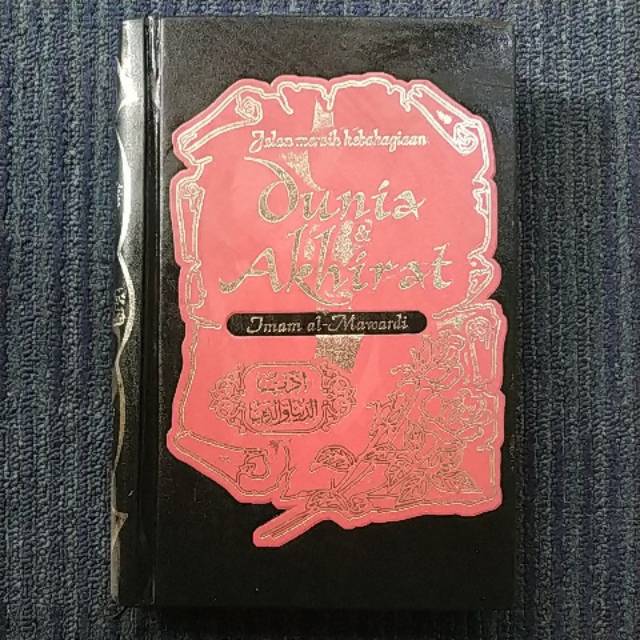 Jalan meraih kebahagiaan
Dunia
&
Akhirat
Imam al-Mawardi
أدب
الدنيا والدين